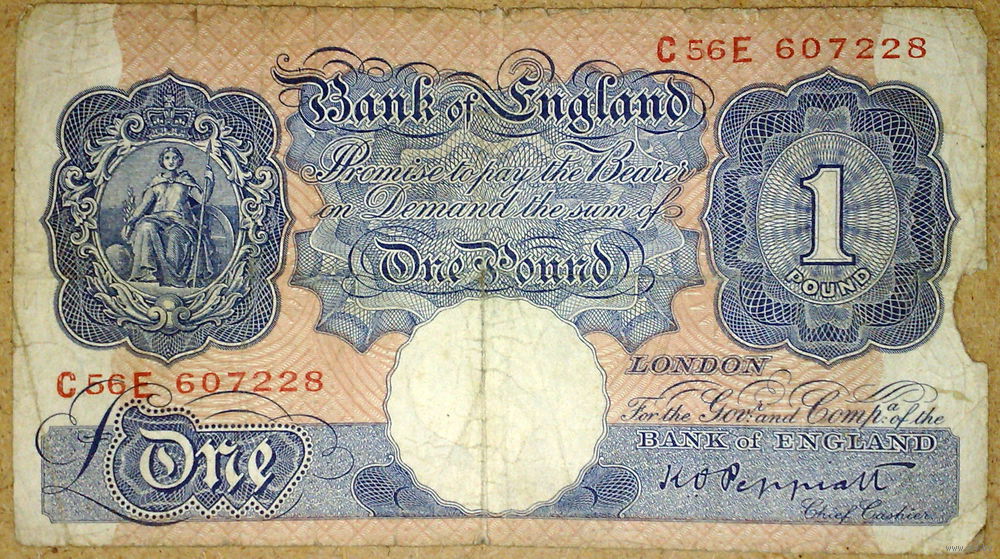 C56E 607228
Bank of England
Promise to pay the Bearer
on Demand the sum of
One Pound
1
POUND
C56E 607228
LONDON
For the Govr. and Compa. of the
BANK OF ENGLAND
K O Peppiatt
Chief Cashier
£One